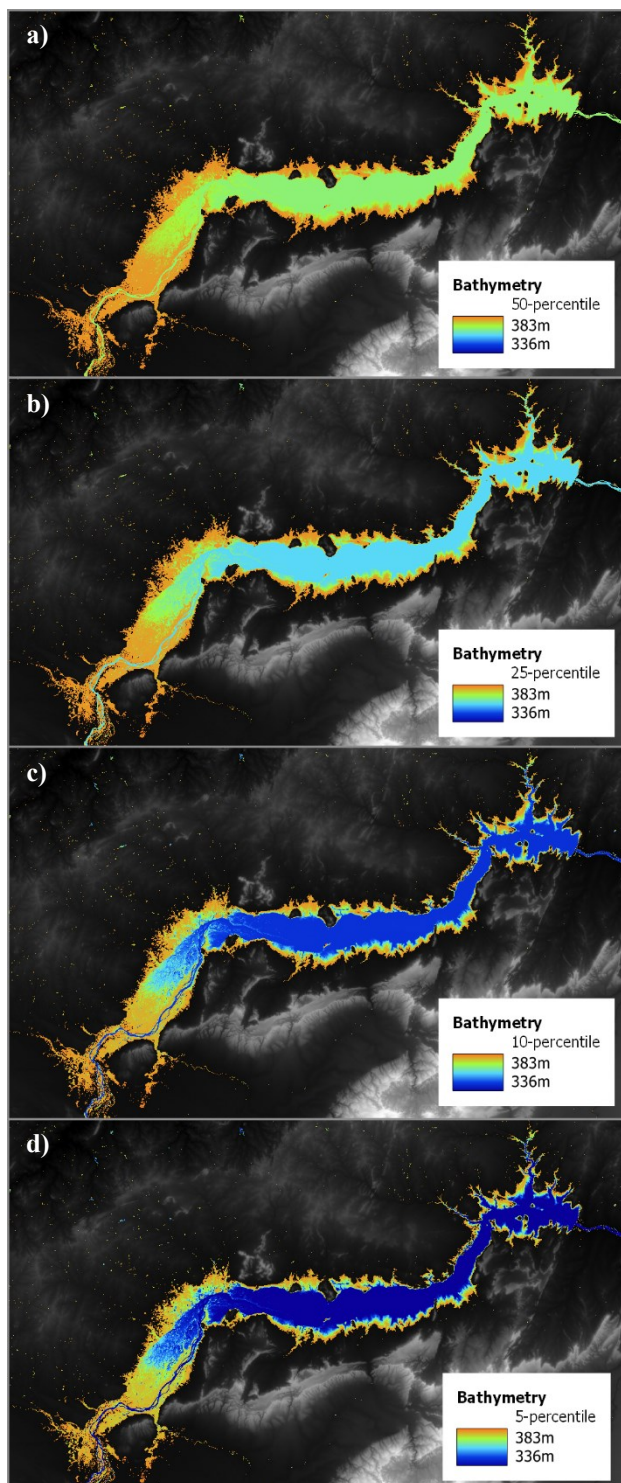 a)
Bathymetry
50-percentile
383m
336m
b)
Bathymetry
25-percentile
383m
336m
c)
Bathymetry
10-percentile
383m
336m
d)
Bathymetry
5-percentile
383m
336m